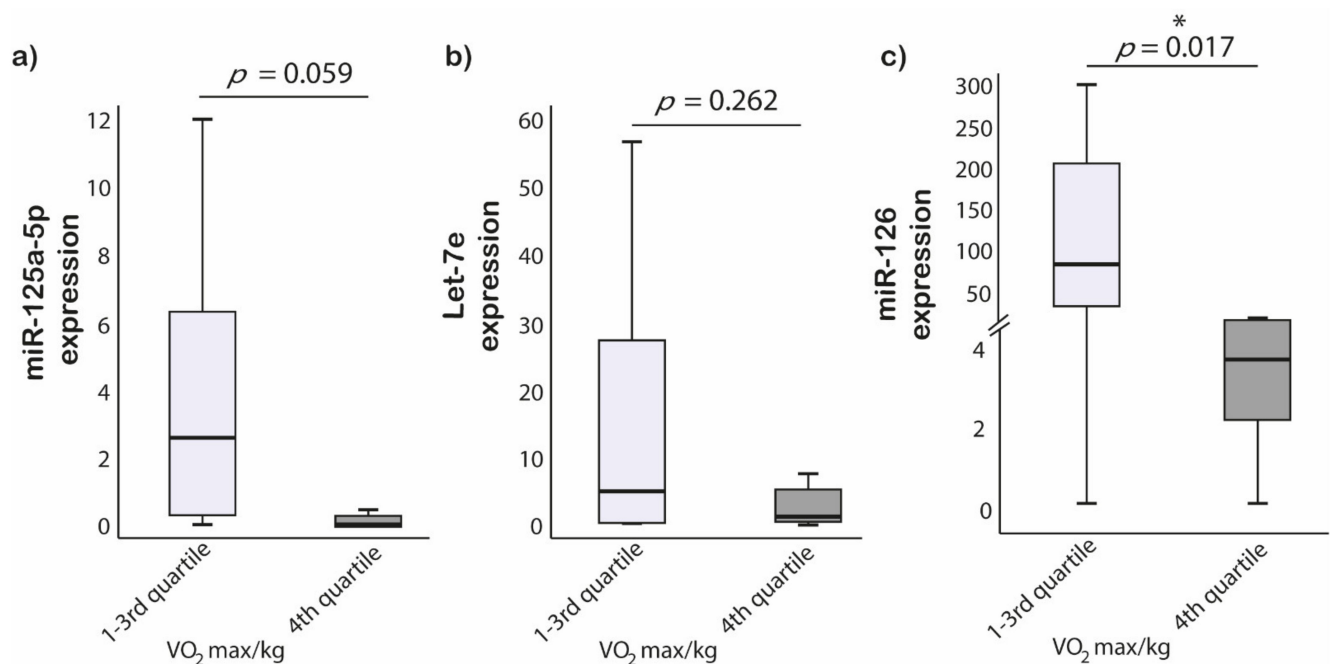 a)
p = 0.059
miR-125a-5p
expression
12
10
8
6
4
2
0
1-3rd quartile
4th quartile
VO₂ max/kg
b)
p = 0.262
Let-7e
expression
60
50
40
30
20
10
0
1-3rd quartile
4th quartile
VO₂ max/kg
c)
*
p = 0.017
miR-126
expression
300
250
200
150
100
50
4
2
0
1-3rd quartile
4th quartile
VO₂ max/kg